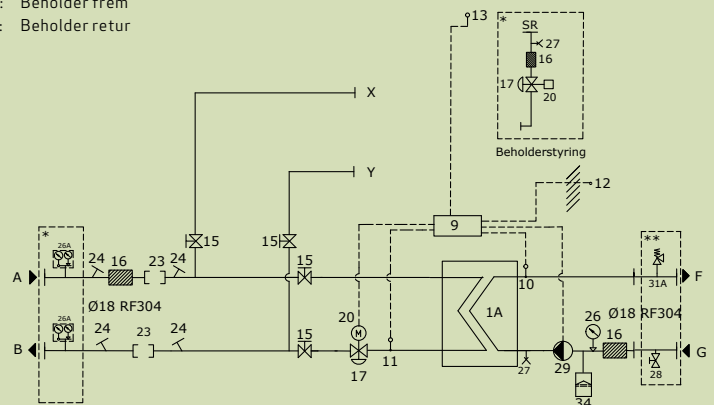 : Beholder frem
: Beholder retur
13
*
SR
27
16
17
20
Beholderstyring
X
Y
12
9
*
26A
24
16
23
24
15
15
15
A
Ø18 RF304
10
**
31A
F
1A
26A
24
23
24
15
20
M
B
17
11
27
29
26
Ø18 RF304
16
28
G
34